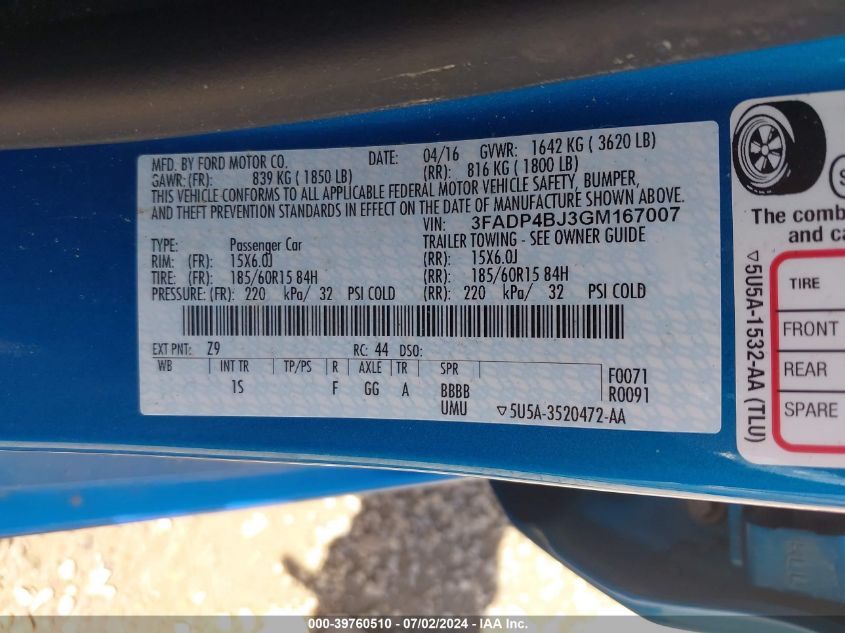 MFD. BY FORD MOTOR CO. DATE: 04/16 GVWR: 1642 KG ( 3620 LB)
GAWR:(FR): 839 KG ( 1850 LB) (RR): 816 KG ( 1800 LB)
THIS VEHICLE CONFORMS TO ALL APPLICABLE FEDERAL MOTOR VEHICLE SAFETY, BUMPER,
AND THEFT PREVENTION STANDARDS IN EFFECT ON THE DATE OF MANUFACTURE SHOWN ABOVE.
VIN: 3FADP4BJ3GM167007
TYPE: Passenger Car TRAILER TOWING - SEE OWNER GUIDE
RIM: (FR): 15X6.0J (RR): 15X6.0J
TIRE: (FR): 185/60R15 84H (RR): 185/60R15 84H
PRESSURE: (FR): 220 kPa/ 32 PSI COLD (RR): 220 kPa/ 32 PSI COLD
EXT PNT: Z9 RC: 44 DSO:
WB INT TR TP/PS R AXLE TR SPR
1S F GG A BBBB
UMU
F0071
R0091
▽5U5A-3520472-AA
The comb
and ca
TIRE
FRONT
REAR
SPARE
▽5U5A-1532-AA (TLU)
000-39760510 - 07/02/2024 - IAA Inc.